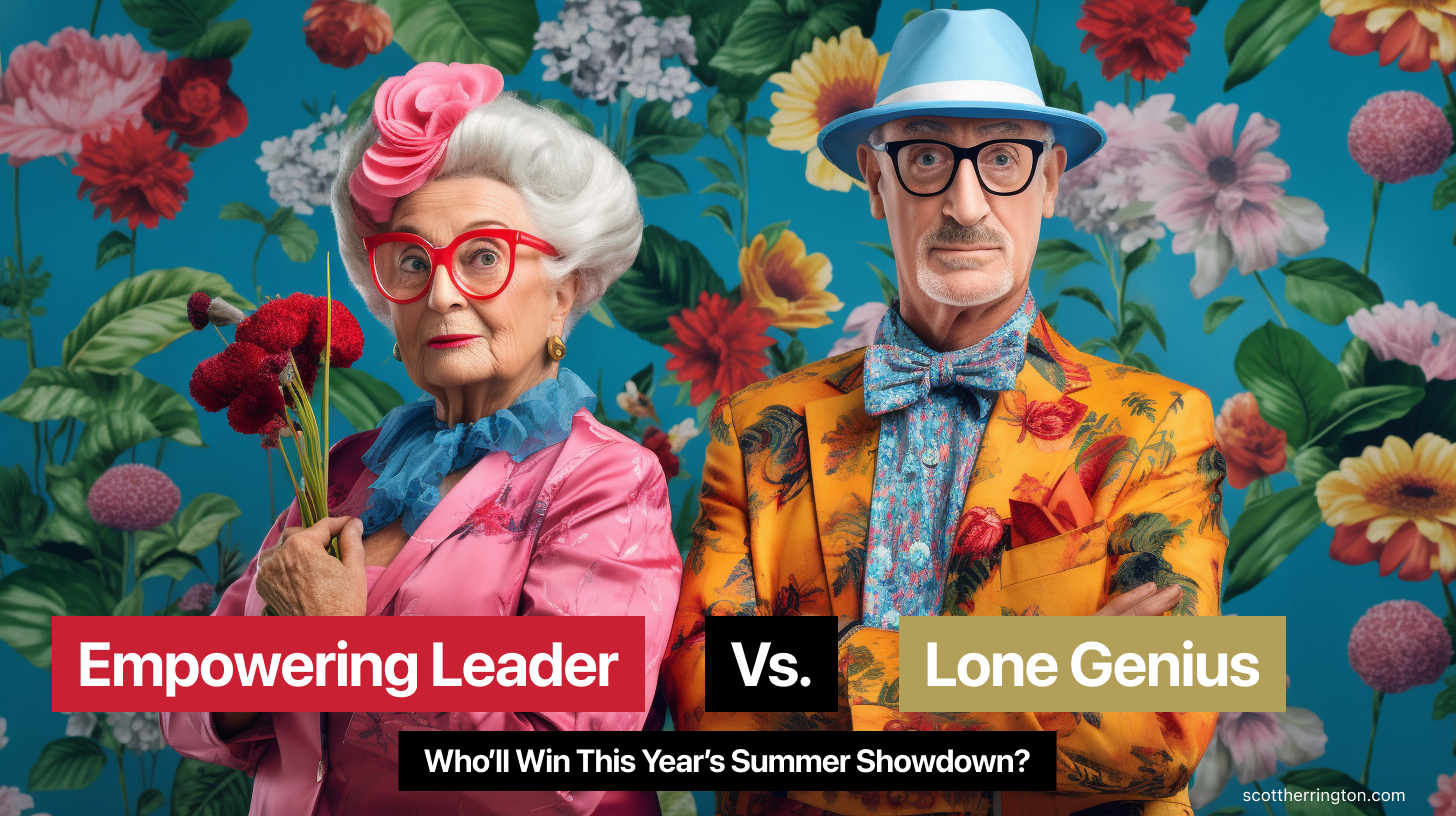 Empowering Leader
Vs.
Lone Genius
Who’ll Win This Year’s Summer Showdown?
scottherrington.com